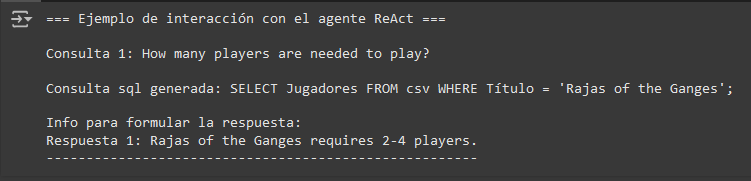 === Ejemplo de interacción con el agente ReAct ===
Consulta 1: How many players are needed to play?
Consulta sql generada: SELECT Jugadores FROM csv WHERE Título = 'Rajas of the Ganges';
Info para formular la respuesta:
Respuesta 1: Rajas of the Ganges requires 2-4 players.
--------------------------------------------------------